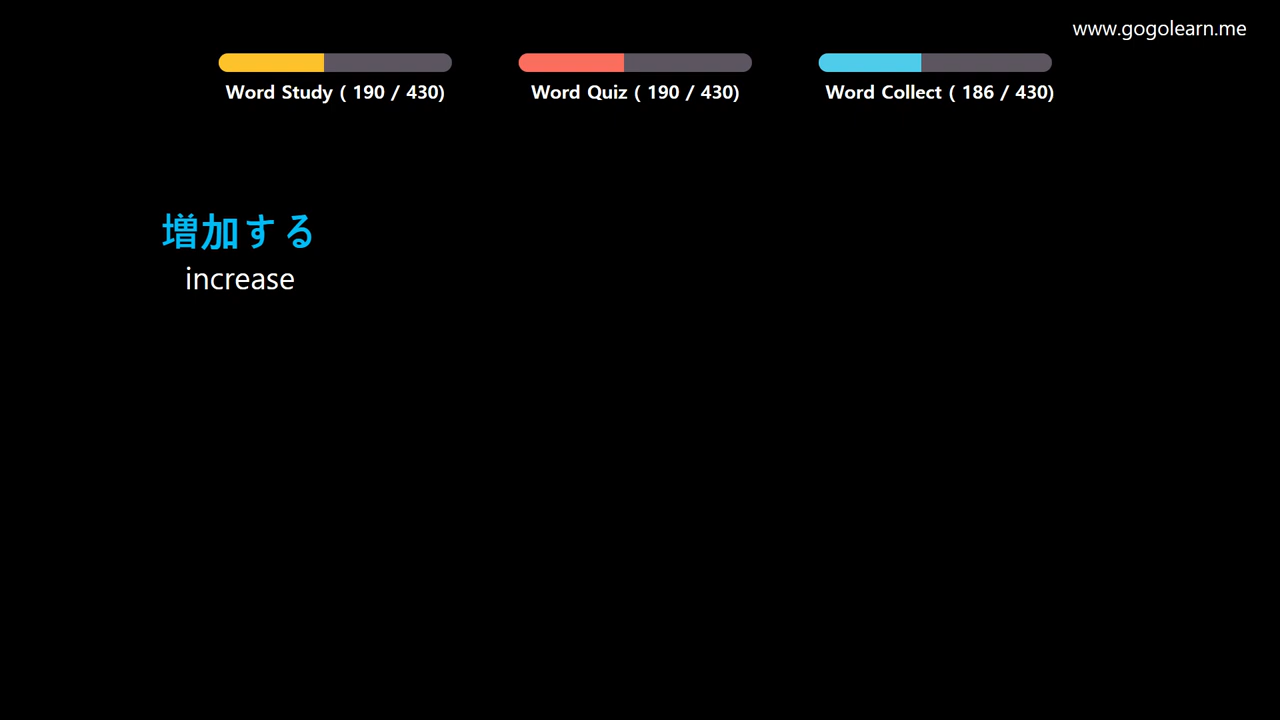 www.gogolearn.me
Word Study ( 190 / 430)
Word Quiz ( 190 / 430)
Word Collect ( 186 / 430)
増加する
increase